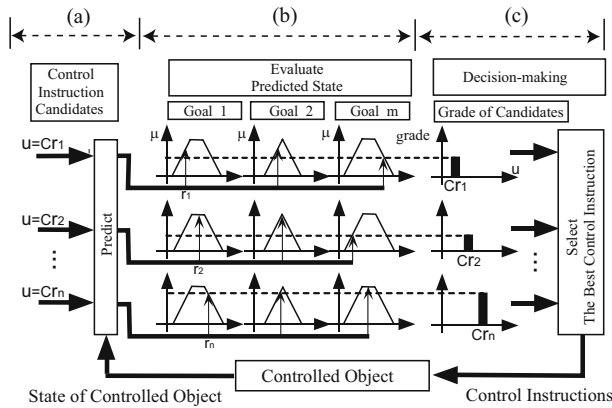 (a) (b) (c)
Control
Instruction
Candidates
Evaluate
Predicted State
Decision-making
Goal 1 Goal 2 Goal m
Grade of Candidates
u=Cr1
μ μ μ grade
u
Cr1
r1
u=Cr2
Cr2
r2
⋮ ⋮
u=Crn
Crn
rn
Predict
Select
The Best Control Instruction
Controlled Object
State of Controlled Object
Control Instructions